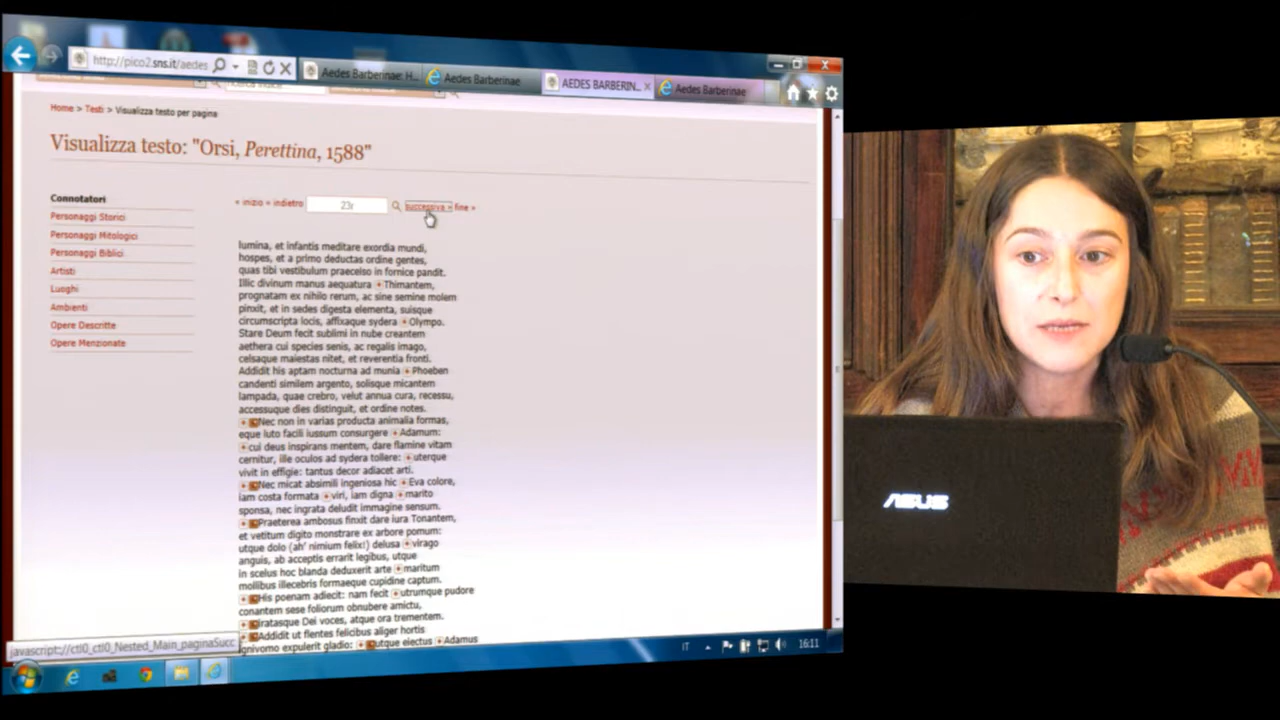 http://pico2.sns.it/aedes
Aedes Barberinae: H...
Aedes Barberinae
AEDES BARBERIN...
Aedes Barberinae
Home > Testi > Visualizza testo per pagina
Visualizza testo: "Orsi, Perettina, 1588"
Connotatori
Personaggi Storici
Personaggi Mitologici
Personaggi Biblici
Artisti
Luoghi
Ambienti
Opere Descritte
Opere Menzionate
« inizio « indietro 23r successiva » fine »
lumina, et infantis meditare exordia mundi,
hospes, et a primo deductas ordine gentes,
quas tibi vestibulum praecelso in fornice pandit.
Illic divinum manus aequatura Thimantem,
prognatam ex nihilo rerum, ac sine semine molem
pinxit, et in sedes digesta elementa, suisque
circumscripta locis, affixaque sydera Olympo.
Stare Deum fecit sublimi in nube creantem
aethera cui species senis, ac regalis imago,
celsaque maiestas nitet, et reverentia fronti.
Addidit his aptam nocturna ad munia Phoeben
candenti similem argento, solisque micantem
lampada, quae crebro, velut annua cura, recessu,
accessuque dies distinguit, et ordine notes.
Nec non in varias producta animalia formas,
eque luto facili iussum consurgere Adamum:
cui deus inspirans mentem, dare flamine vitam
cernitur, ille oculos ad sydera tollere: uterque
vivit in effigie: tantus decor adiacet arti.
Nec micat absimili ingeniosa hic Eva colore,
iam costa formata viri, iam digna marito
sponsa, nec ingrata deludit immagine sensum.
Praeterea ambosus finxit dare iura Tonantem,
et vetitum digito monstrare ex arbore pomum:
utque dolo (ah' nimium felix!) delusa virago
anguis, ab acceptis errarit legibus, utque
in scelus hoc blanda deduxerit arte maritum
mollibus illecebris formaeque cupidine captum.
His poenam adiecit: nam fecit utrumque pudore
conantem sese foliorum obnubere amictu,
iratasque Dei voces, atque ora trementem.
Addidit ut flentes felicibus aliger hortis
ignivomo expulerit gladio: utque electus Adamus
javascript://ctl0_ctl0_Nested_Main_paginaSucc
IT
16:11
ASUS